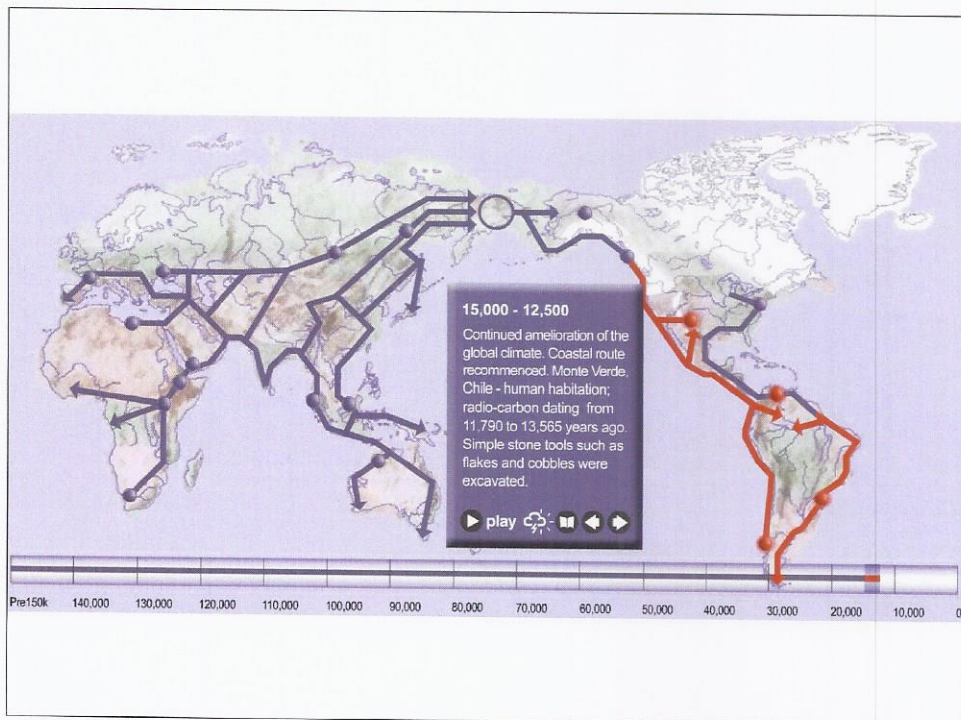 15,000 - 12,500
Continued amelioration of the
global climate. Coastal route
recommenced. Monte Verde,
Chile - human habitation;
radio-carbon dating from
11,790 to 13,565 years ago.
Simple stone tools such as
flakes and cobbles were
excavated.
play
Pre150k 140,000 130,000 120,000 110,000 100,000 90,000 80,000 70,000 60,000 50,000 40,000 30,000 20,000 10,000 0